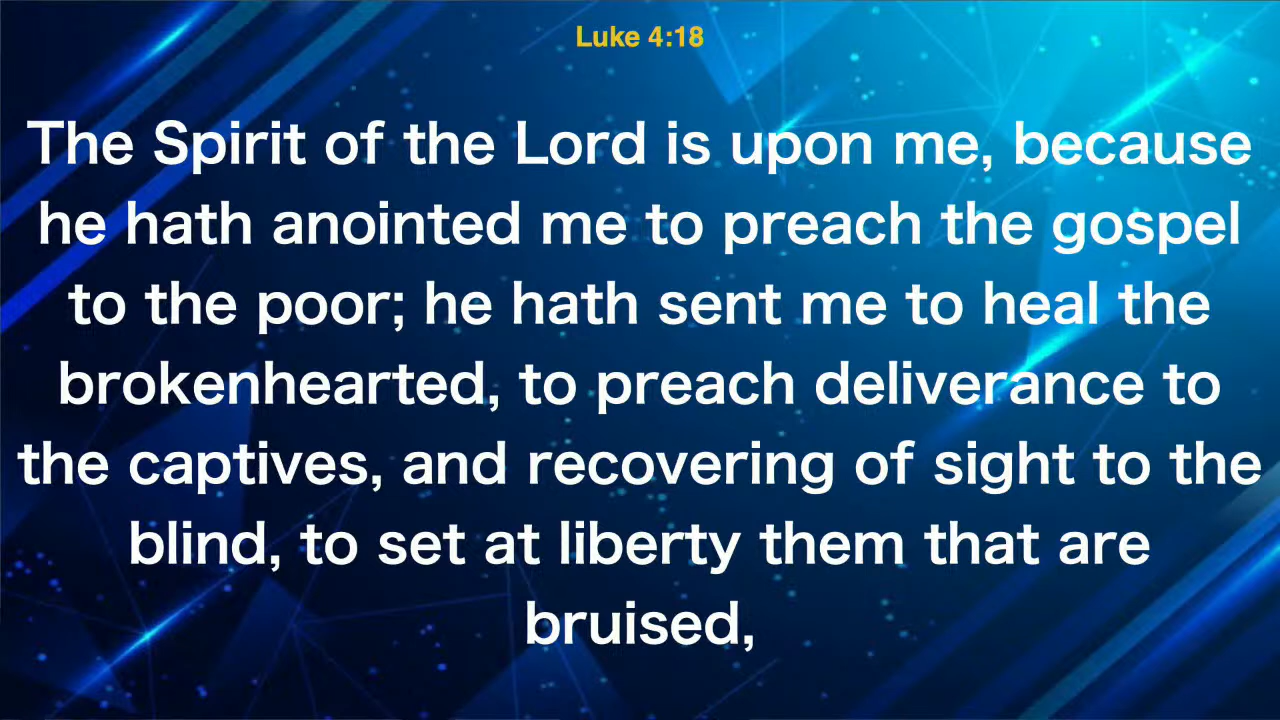 Luke 4:18
The Spirit of the Lord is upon me, because
he hath anointed me to preach the gospel
to the poor; he hath sent me to heal the
brokenhearted, to preach deliverance to
the captives, and recovering of sight to the
blind, to set at liberty them that are
bruised,